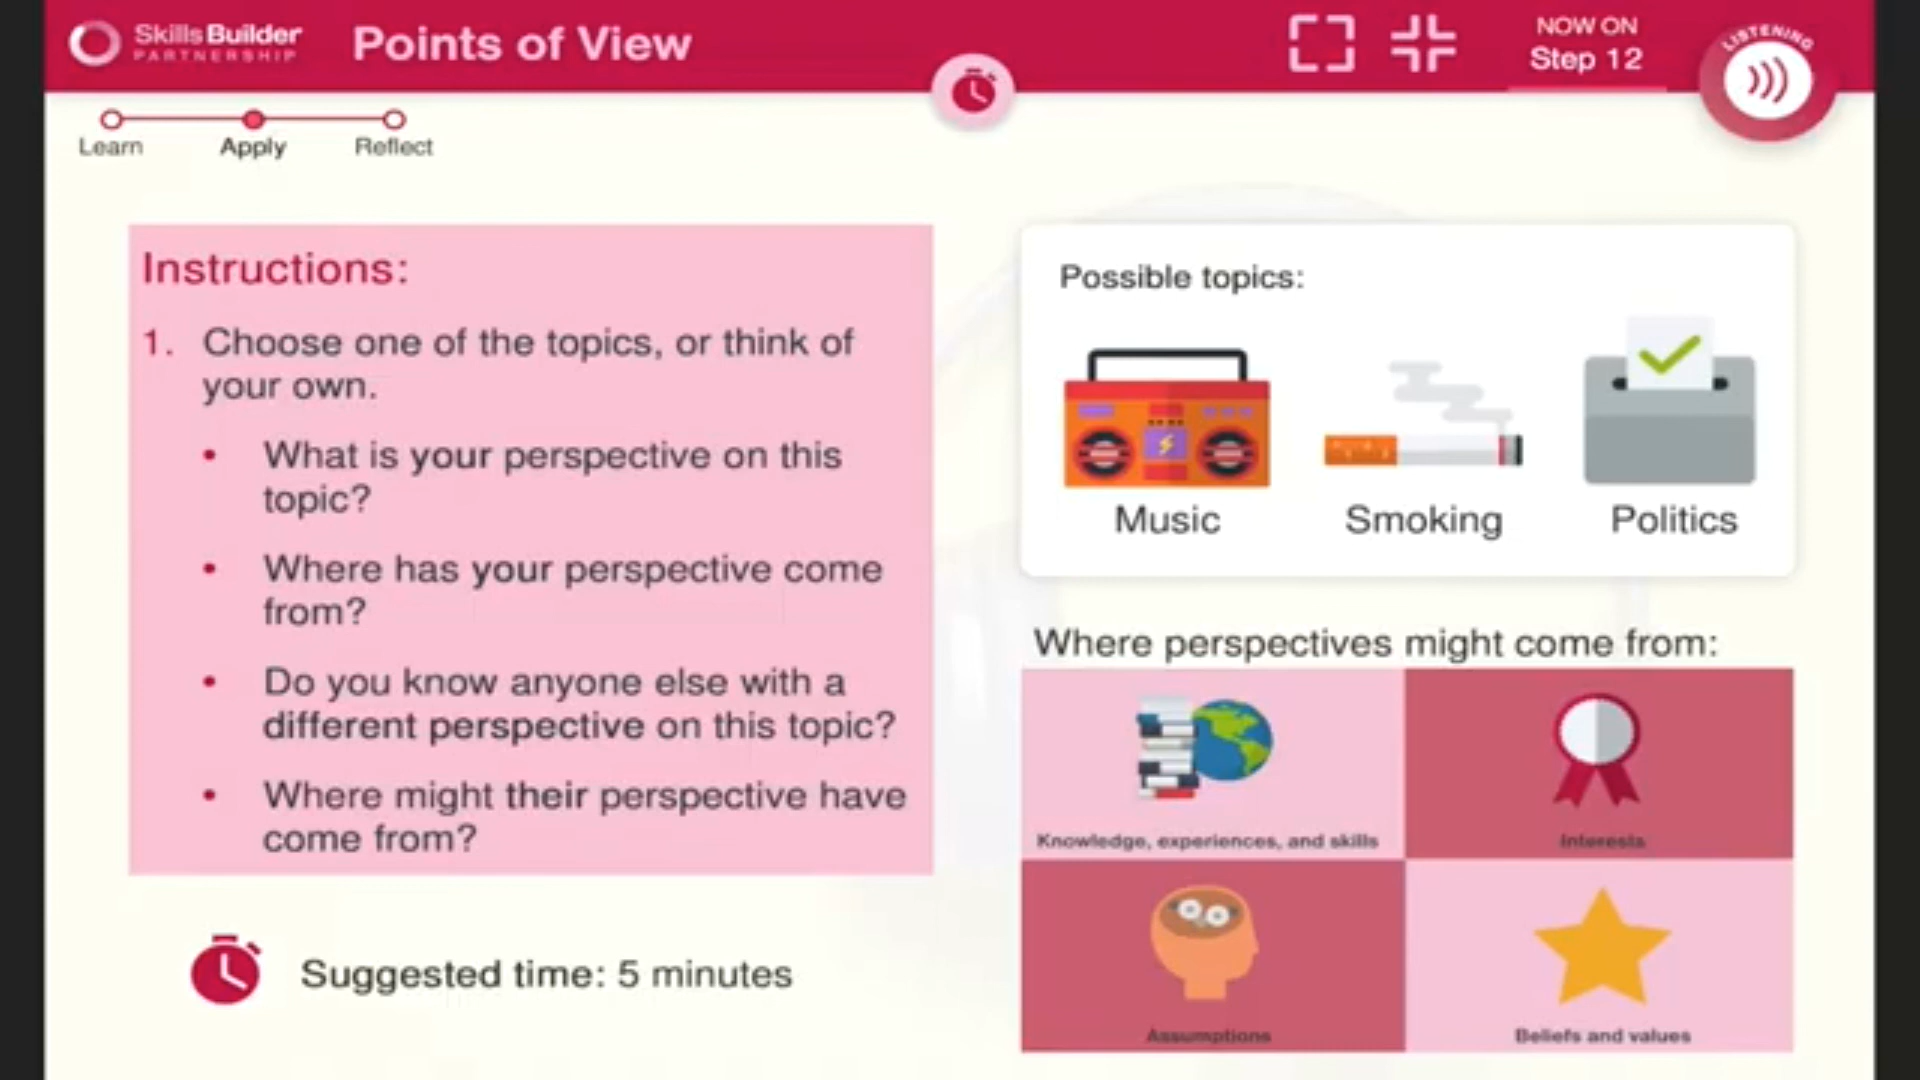 Skills Builder
PARTNERSHIP
Points of View
NOW ON
Step 12
LISTENING
Learn
Apply
Reflect
Instructions:
1. Choose one of the topics, or think of
your own.
• What is your perspective on this
topic?
• Where has your perspective come
from?
• Do you know anyone else with a
different perspective on this topic?
• Where might their perspective have
come from?
Suggested time: 5 minutes
Possible topics:
Music
Smoking
Politics
Where perspectives might come from:
Knowledge, experiences, and skills
Interests
Assumptions
Beliefs and values